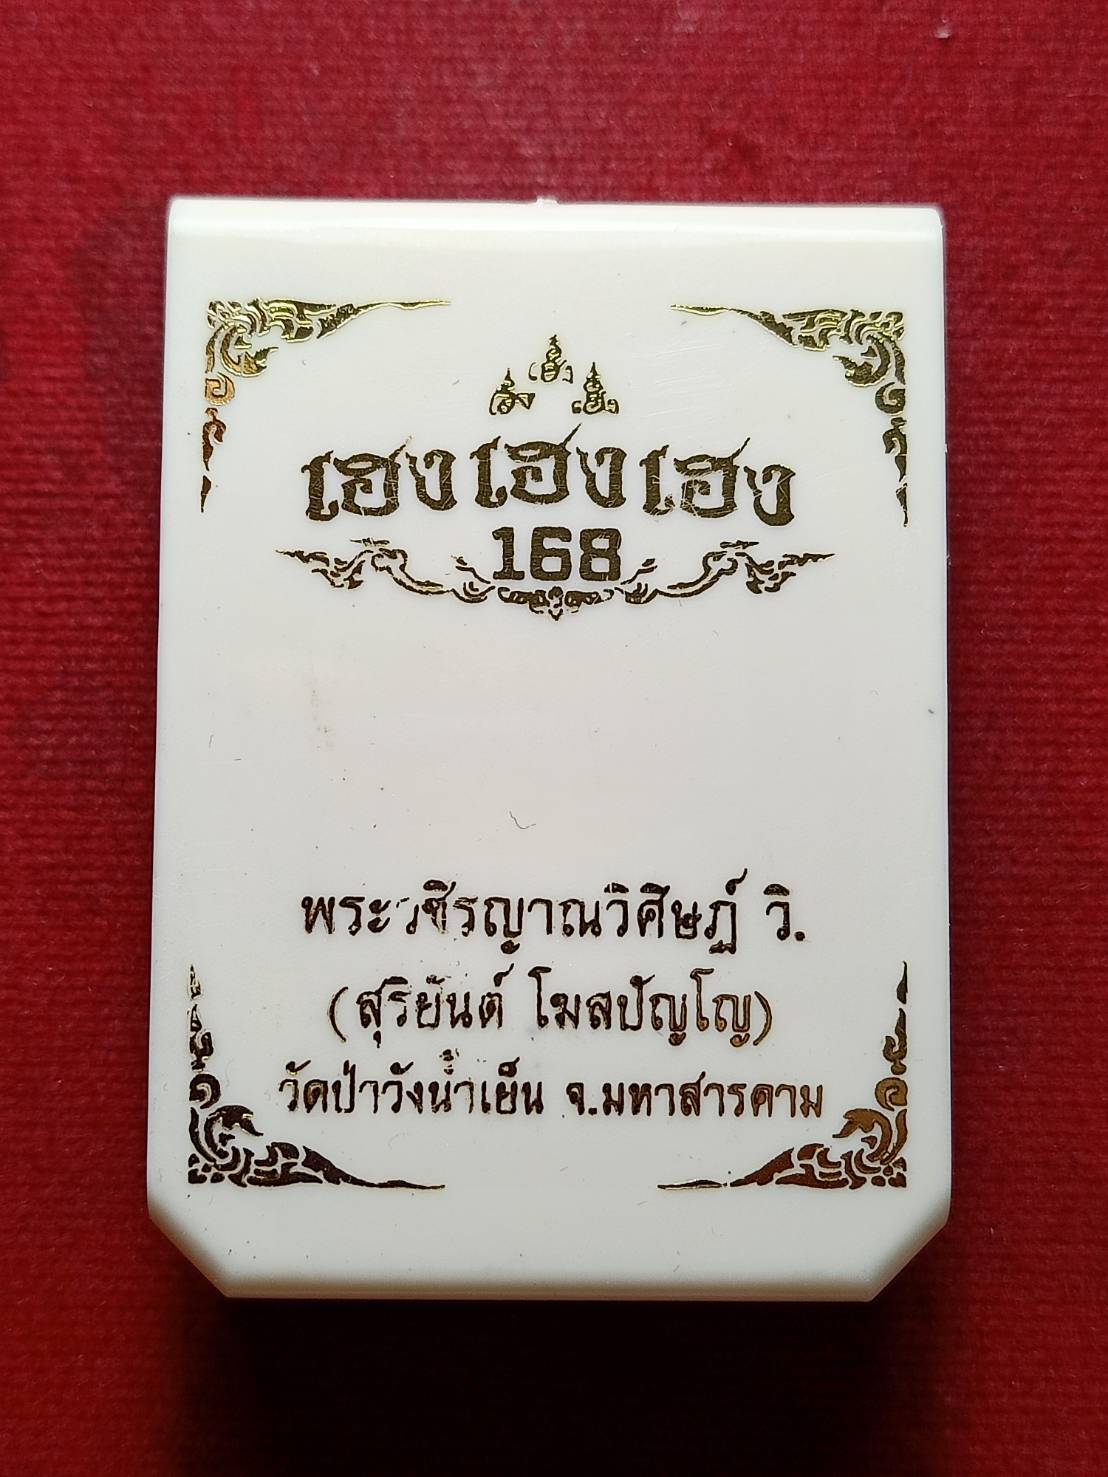 เฮงเฮงเฮง
168
พระวชิรญาณวิศิษฏ์ วิ.
(สุริยันต์ โฆสปัญโญ)
วัดป่าวังน้ำเย็น จ.มหาสารคาม